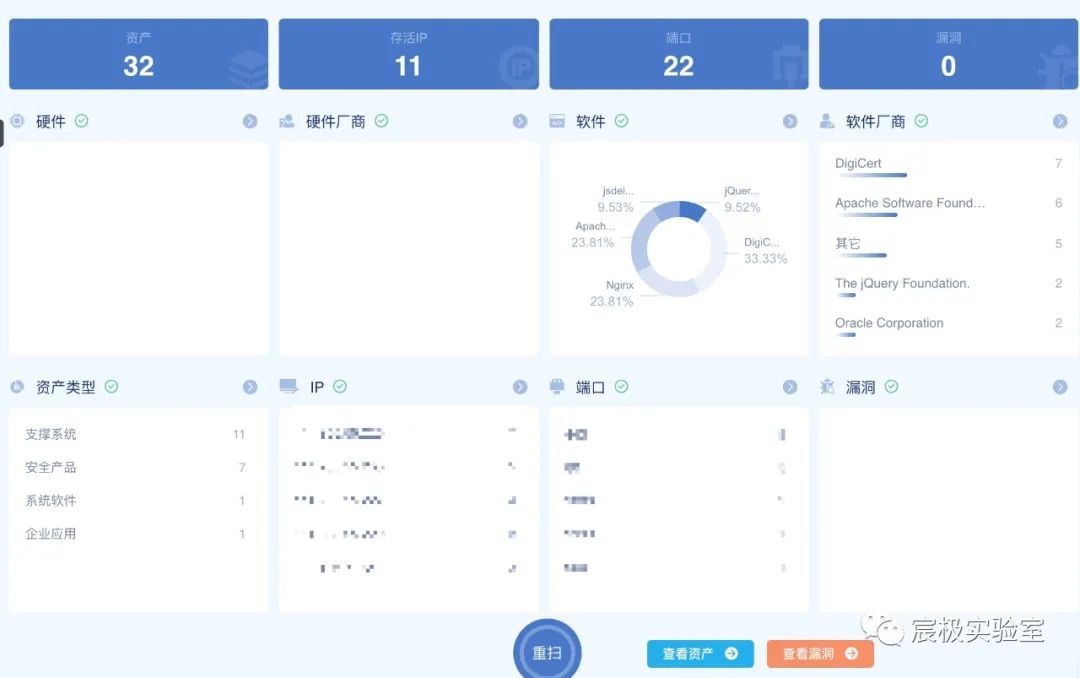 资产
32
存活IP
11
IP
端口
22
漏洞
0
硬件
硬件厂商
软件
软件厂商
jsdel...
9.53%
jQuer...
9.52%
Apach...
23.81%
DigiC...
33.33%
Nginx
23.81%
DigiCert 7
Apache Software Found... 6
其它 5
The jQuery Foundation. 2
Oracle Corporation 2
资产类型
IP
端口
漏洞
支撑系统 11
安全产品 7
系统软件 1
企业应用 1
重扫
查看资产
查看漏洞
宸极实验室